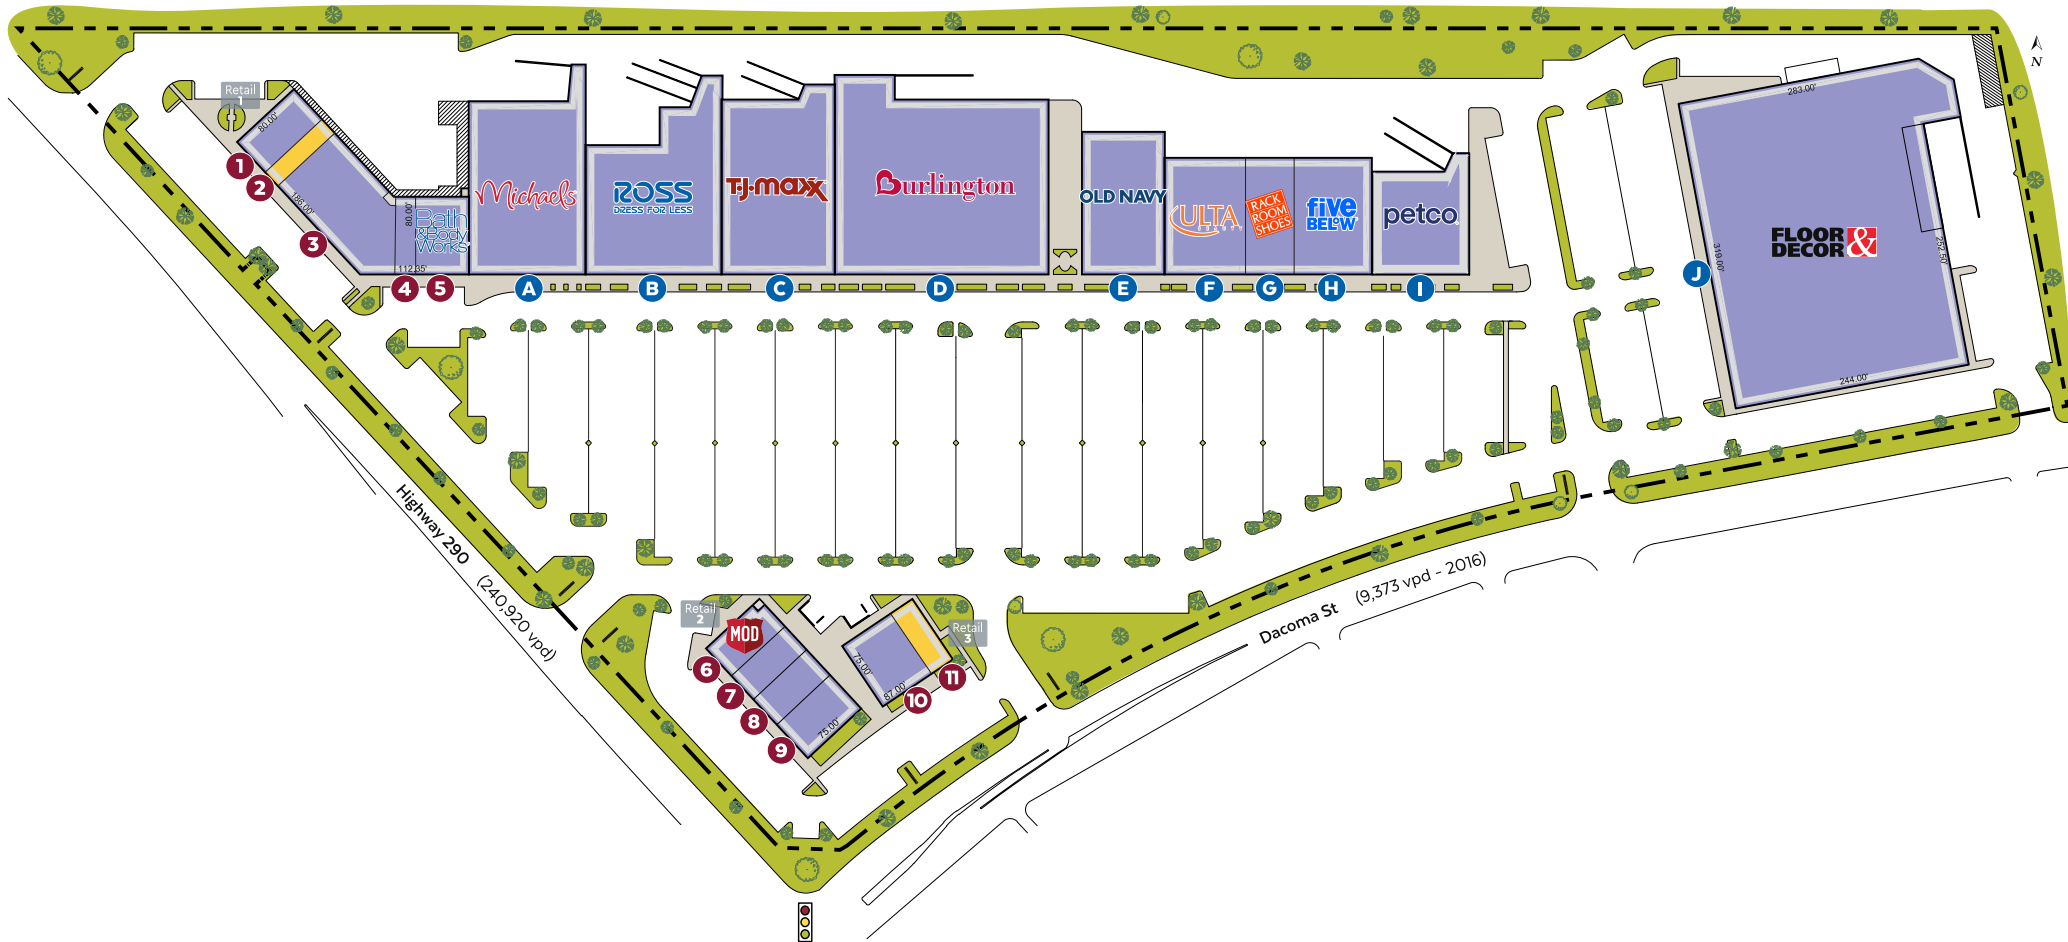 N
Retail
1
80.00'
283.00'
1
2
186.00'
80.00'
3
Bath
&Body
Works
112.35'
4
5
Michaels
ROSS
DRESS FOR LESS
T·J·maxx
Burlington
OLD NAVY
ULTA
BEAUTY
RACK
ROOM
SHOES
five
BELOW
petco
FLOOR &
DECOR
319.00'
252.50'
244.00'
A
B
C
D
E
F
G
H
I
J
Highway 290
(240,920 vpd)
Dacoma St
(9,373 vpd - 2016)
Retail
2
MOD
Retail
3
75.00'
87.00'
75.00'
6
7
8
9
10
11